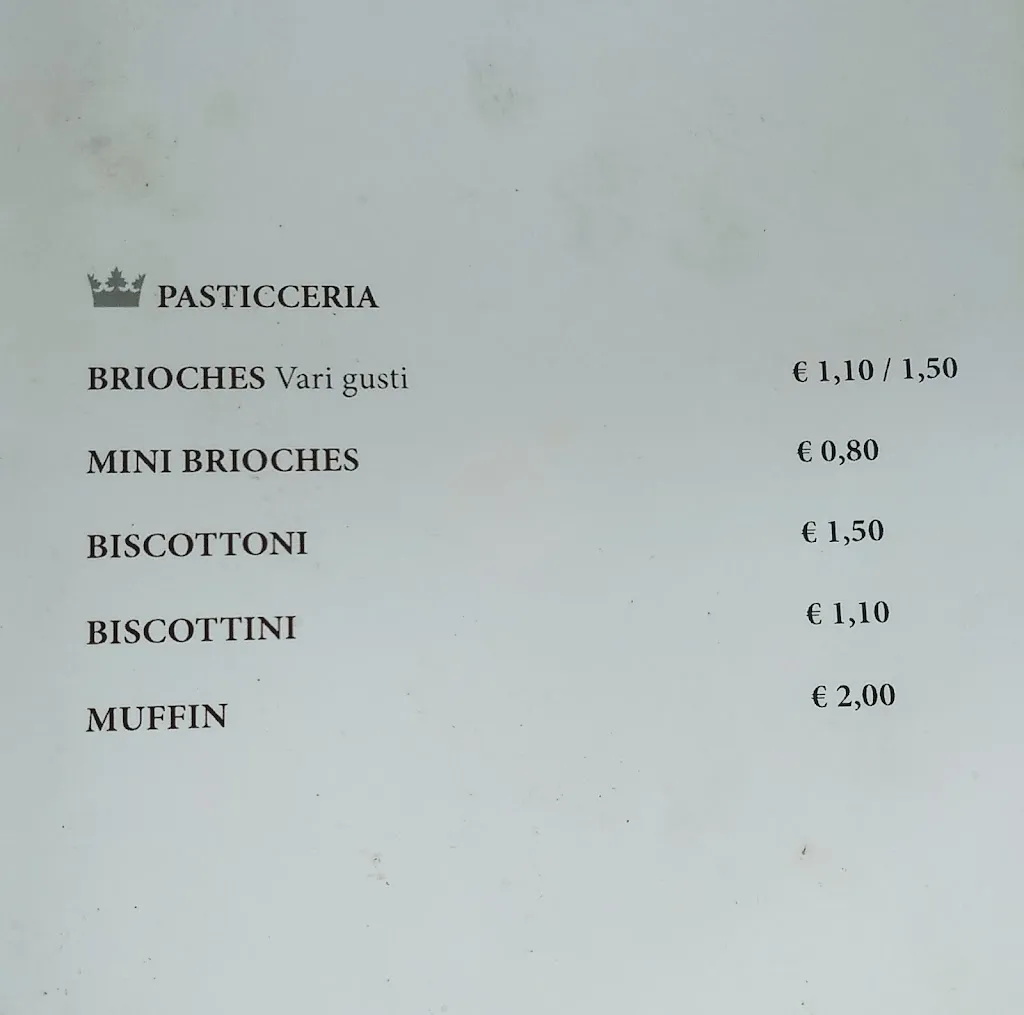 PASTICCERIA
BRIOCHES Vari gusti € 1,10 / 1,50
MINI BRIOCHES € 0,80
BISCOTTONI € 1,50
BISCOTTINI € 1,10
MUFFIN € 2,00